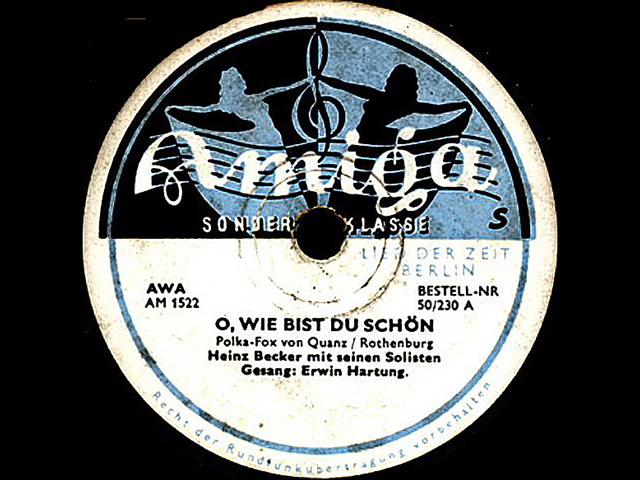 Amiga
SONDER KLASSE
S
LIED DER ZEIT
BERLIN
AWA
AM 1522
BESTELL-NR
50/230 A
O, WIE BIST DU SCHÖN
Polka-Fox von Quanz / Rothenburg
Heinz Becker mit seinen Solisten
Gesang: Erwin Hartung.
Recht der Rundfunkübertragung vorbehalten